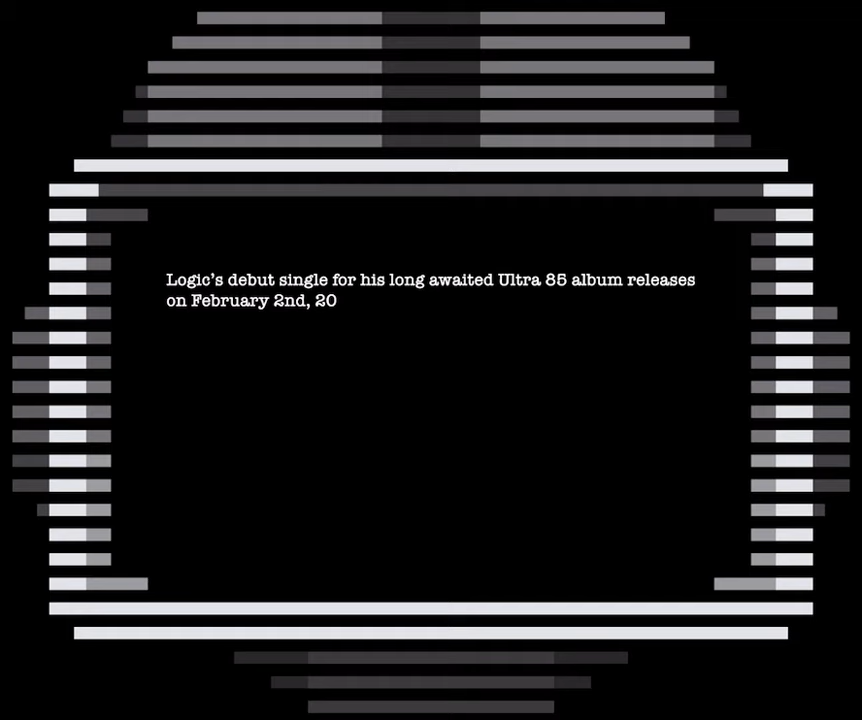 Logic’s debut single for his long awaited Ultra 85 album releases
on February 2nd, 20